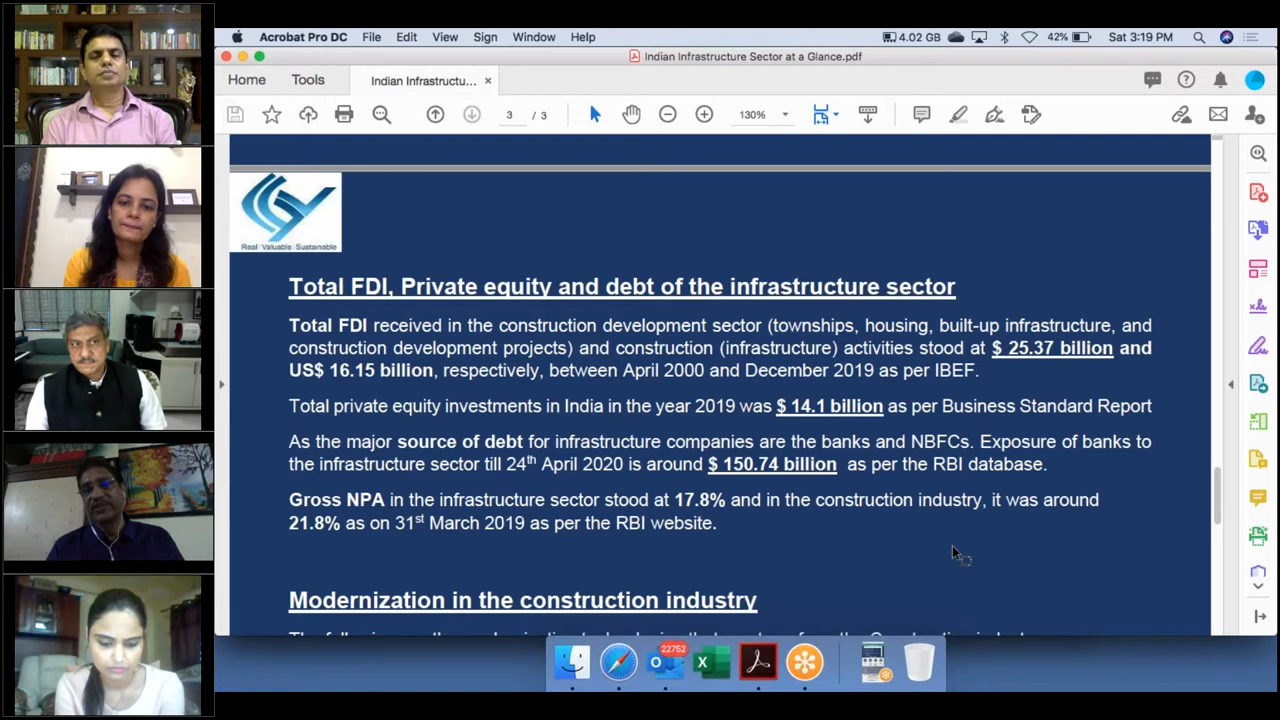 Acrobat Pro DC File Edit View Sign Window Help 4.02 GB 42% Sat 3:19 PM
Indian Infrastructure Sector at a Glance.pdf
Home Tools Indian Infrastructu... ×
3 / 3 130%
Real Valuable Sustainable
Total FDI, Private equity and debt of the infrastructure sector
Total FDI received in the construction development sector (townships, housing, built-up infrastructure, and
construction development projects) and construction (infrastructure) activities stood at $ 25.37 billion and
US$ 16.15 billion, respectively, between April 2000 and December 2019 as per IBEF.
Total private equity investments in India in the year 2019 was $ 14.1 billion as per Business Standard Report
As the major source of debt for infrastructure companies are the banks and NBFCs. Exposure of banks to
the infrastructure sector till 24th April 2020 is around $ 150.74 billion as per the RBI database.
Gross NPA in the infrastructure sector stood at 17.8% and in the construction industry, it was around
21.8% as on 31st March 2019 as per the RBI website.
Modernization in the construction industry
22752